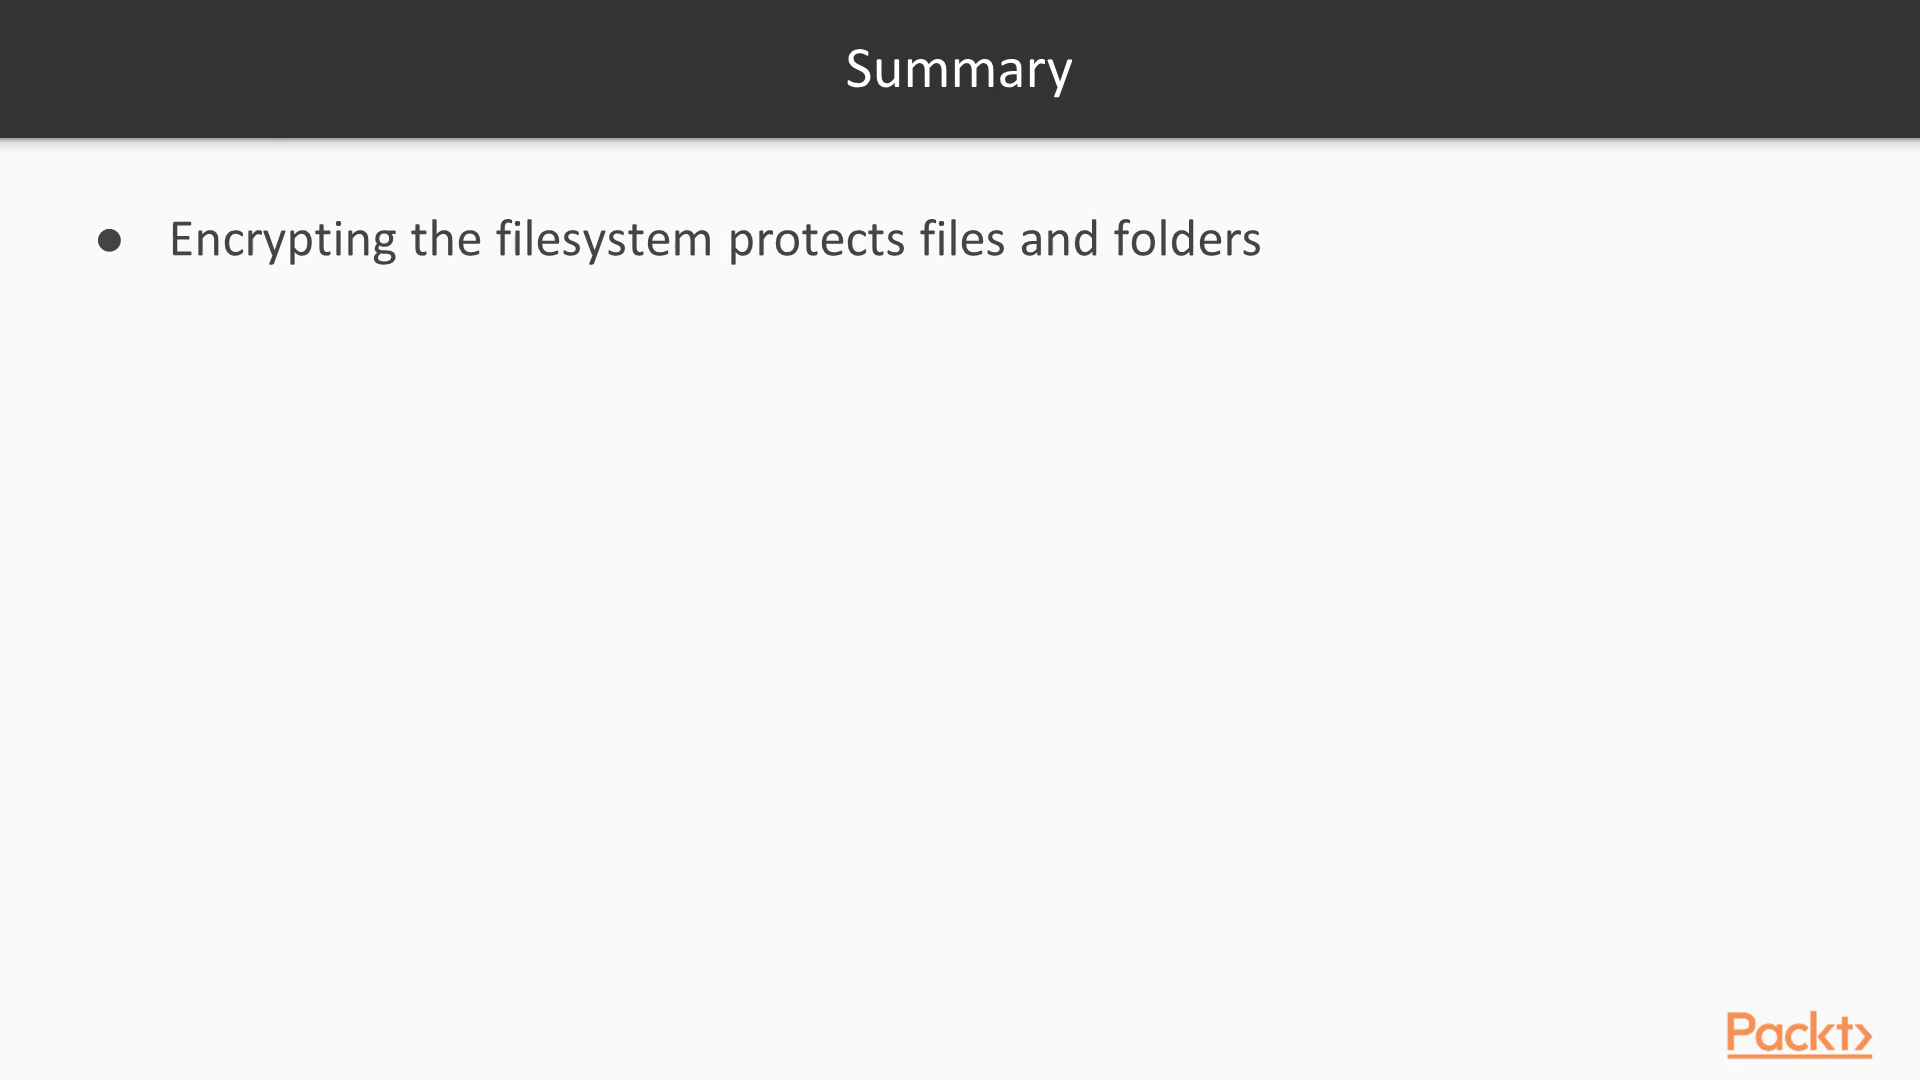 Summary
● Encrypting the filesystem protects files and folders
Packt>